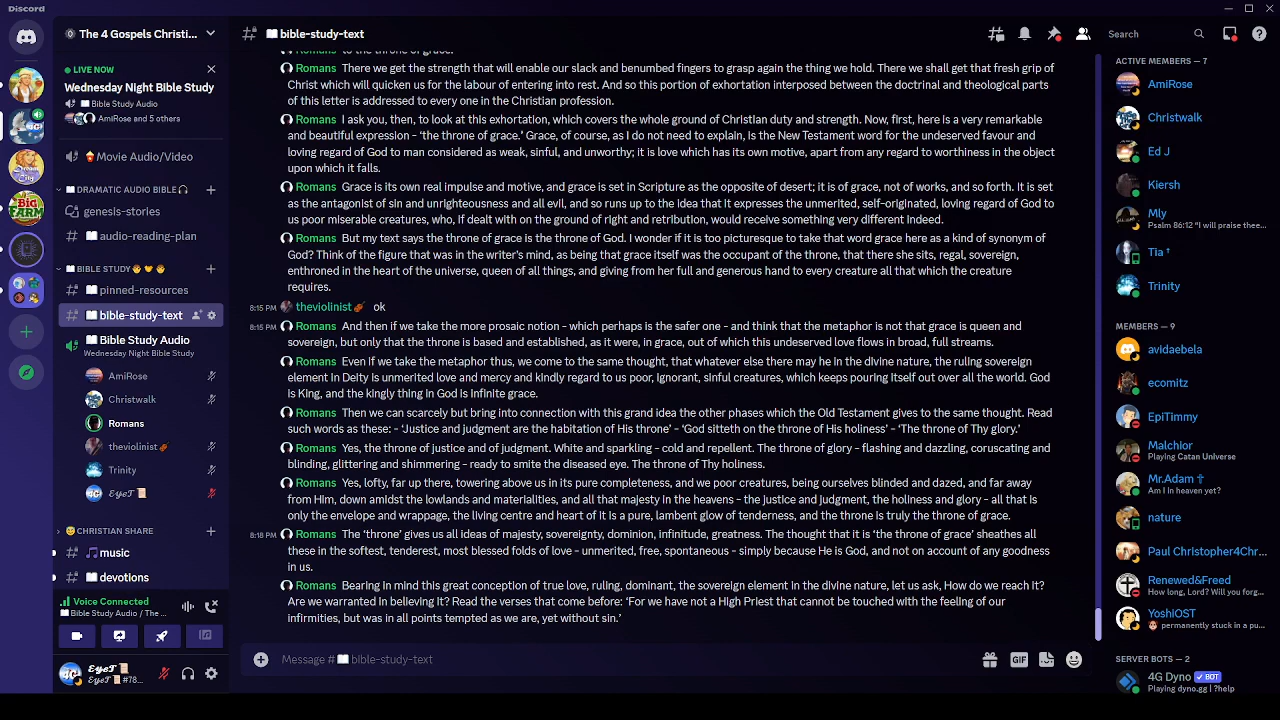 Discord
The 4 Gospels Christi...
bible-study-text
Search
LIVE NOW
Wednesday Night Bible Study
Bible Study Audio
AmiRose and 5 others
Movie Audio/Video
DRAMATIC AUDIO BIBLE
genesis-stories
audio-reading-plan
BIBLE STUDY
pinned-resources
bible-study-text
Bible Study Audio
Wednesday Night Bible Study
AmiRose
Christwalk
Romans
theviolinist
Trinity
EyeT
CHRISTIAN SHARE
music
devotions
Voice Connected
Bible Study Audio / The ...
EyeT
EyeT #78...
to the throne of grace.
Romans There we get the strength that will enable our slack and benumbed fingers to grasp again the thing we hold. There we shall get that fresh grip of
Christ which will quicken us for the labour of entering into rest. And so this portion of exhortation interposed between the doctrinal and theological parts
of this letter is addressed to every one in the Christian profession.
Romans I ask you, then, to look at this exhortation, which covers the whole ground of Christian duty and strength. Now, first, here is a very remarkable
and beautiful expression - ‘the throne of grace.’ Grace, of course, as I do not need to explain, is the New Testament word for the undeserved favour and
loving regard of God to man considered as weak, sinful, and unworthy; it is love which has its own motive, apart from any regard to worthiness in the object
upon which it falls.
Romans Grace is its own real impulse and motive, and grace is set in Scripture as the opposite of desert; it is of grace, not of works, and so forth. It is set
as the antagonist of sin and unrighteousness and all evil, and so runs up to the idea that it expresses the unmerited, self-originated, loving regard of God to
us poor miserable creatures, who, if dealt with on the ground of right and retribution, would receive something very different indeed.
Romans But my text says the throne of grace is the throne of God. I wonder if it is too picturesque to take that word grace here as a kind of synonym of
God? Think of the figure that was in the writer's mind, as being that grace itself was the occupant of the throne, that there she sits, regal, sovereign,
enthroned in the heart of the universe, queen of all things, and giving from her full and generous hand to every creature all that which the creature
requires.
8:15 PM theviolinist ok
8:15 PM Romans And then if we take the more prosaic notion - which perhaps is the safer one - and think that the metaphor is not that grace is queen and
sovereign, but only that the throne is based and established, as it were, in grace, out of which this undeserved love flows in broad, full streams.
Romans Even if we take the metaphor thus, we come to the same thought, that whatever else there may he in the divine nature, the ruling sovereign
element in Deity is unmerited love and mercy and kindly regard to us poor, ignorant, sinful creatures, which keeps pouring itself out over all the world. God
is King, and the kingly thing in God is infinite grace.
Romans Then we can scarcely but bring into connection with this grand idea the other phases which the Old Testament gives to the same thought. Read
such words as these: - ‘Justice and judgment are the habitation of His throne’ - ‘God sitteth on the throne of His holiness’ - ‘The throne of Thy glory.’
Romans Yes, the throne of justice and of judgment. White and sparkling - cold and repellent. The throne of glory - flashing and dazzling, coruscating and
blinding, glittering and shimmering - ready to smite the diseased eye. The throne of Thy holiness.
Romans Yes, lofty, far up there, towering above us in its pure completeness, and we poor creatures, being ourselves blinded and dazed, and far away
from Him, down amidst the lowlands and materialities, and all that majesty in the heavens - the justice and judgment, the holiness and glory - all that is
only the envelope and wrappage, the living centre and heart of it is a pure, lambent glow of tenderness, and the throne is truly the throne of grace.
8:18 PM Romans The ‘throne’ gives us all ideas of majesty, sovereignty, dominion, infinitude, greatness. The thought that it is ‘the throne of grace’ sheathes all
these in the softest, tenderest, most blessed folds of love - unmerited, free, spontaneous - simply because He is God, and not on account of any goodness
in us.
Romans Bearing in mind this great conception of true love, ruling, dominant, the sovereign element in the divine nature, let us ask, How do we reach it?
Are we warranted in believing it? Read the verses that come before: ‘For we have not a High Priest that cannot be touched with the feeling of our
infirmities, but was in all points tempted as we are, yet without sin.’
Message # bible-study-text
GIF
ACTIVE MEMBERS — 7
AmiRose
Christwalk
Ed J
Kiersh
Mly
Psalm 86:12 "I will praise thee...
Tia †
Trinity
MEMBERS — 9
avidaebela
ecomitz
EpiTimmy
Malchior
Playing Catan Universe
Mr.Adam ✝
Am I in heaven yet?
nature
Paul Christopher4Chr...
Renewed&Freed
How long, Lord? Will you forg...
YoshiOST
permanently stuck in a pu...
SERVER BOTS — 2
4G Dyno ✓ BOT
Playing dyno.gg | ?help